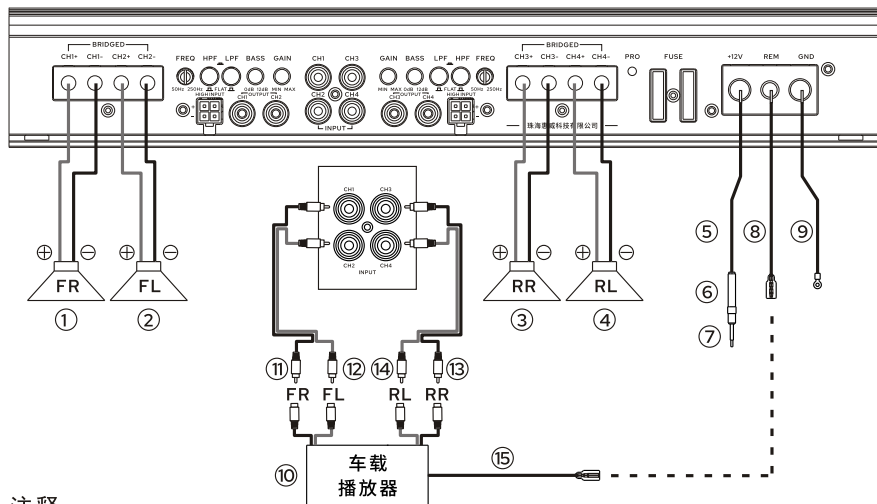 BRIDGED
CH1+ CH1- CH2+ CH2-
FREQ HPF LPF BASS GAIN
50Hz 250Hz FLAT 0dB 12dB MIN MAX
HIGH INPUT
OUTPUT
CH1 CH2
CH1 CH3
CH2 CH4
INPUT
GAIN BASS LPF HPF FREQ
MIN MAX 0dB 12dB FLAT 50Hz 250Hz
OUTPUT
HIGH INPUT
CH3 CH4
BRIDGED
CH3+ CH3- CH4+ CH4-
珠海惠威科技有限公司
PRO FUSE
+12V REM GND
CH1 CH3
CH2 CH4
INPUT
⊕ ⊖ ⊕ ⊖
FR FL
① ②
⊕ ⊖ ⊕ ⊖
RR RL
③ ④
⑤ ⑧ ⑨
⑥
⑦
⑪ ⑫ ⑭ ⑬
FR FL RL RR
⑩ 车载
播放器
⑮
注释